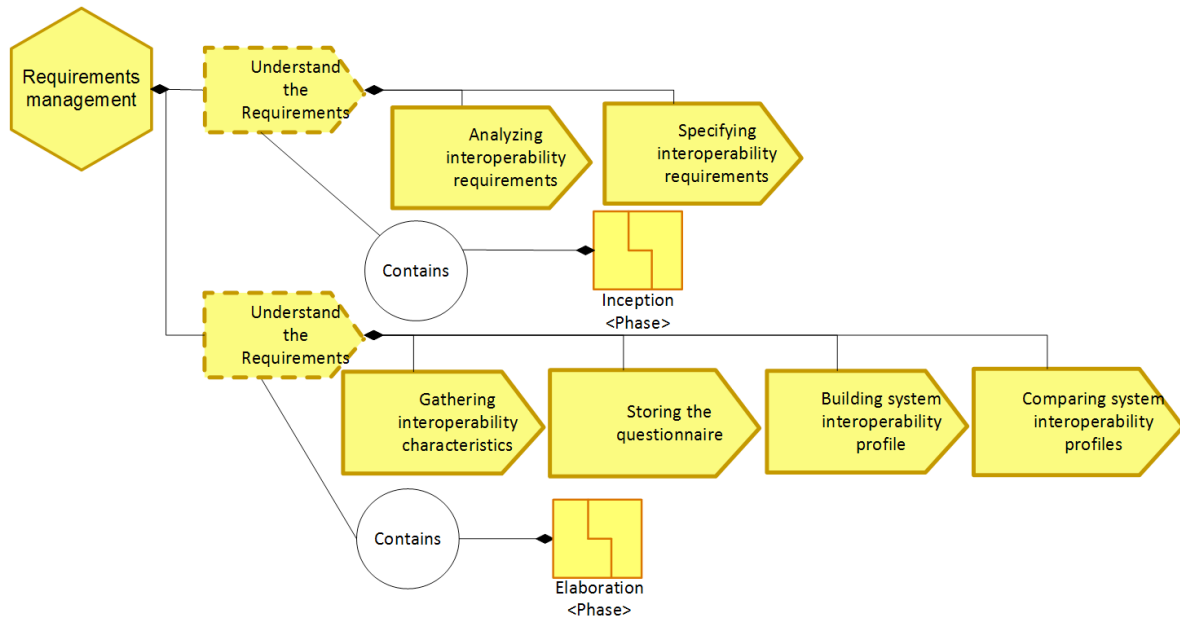 Requirements
management
Understand
the
Requirements
Analyzing
interoperability
requirements
Specifying
interoperability
requirements
Contains
Inception
<Phase>
Understand
the
Requirements
Gathering
interoperability
characteristics
Storing the
questionnaire
Building system
interoperability
profile
Comparing system
interoperability
profiles
Contains
Elaboration
<Phase>